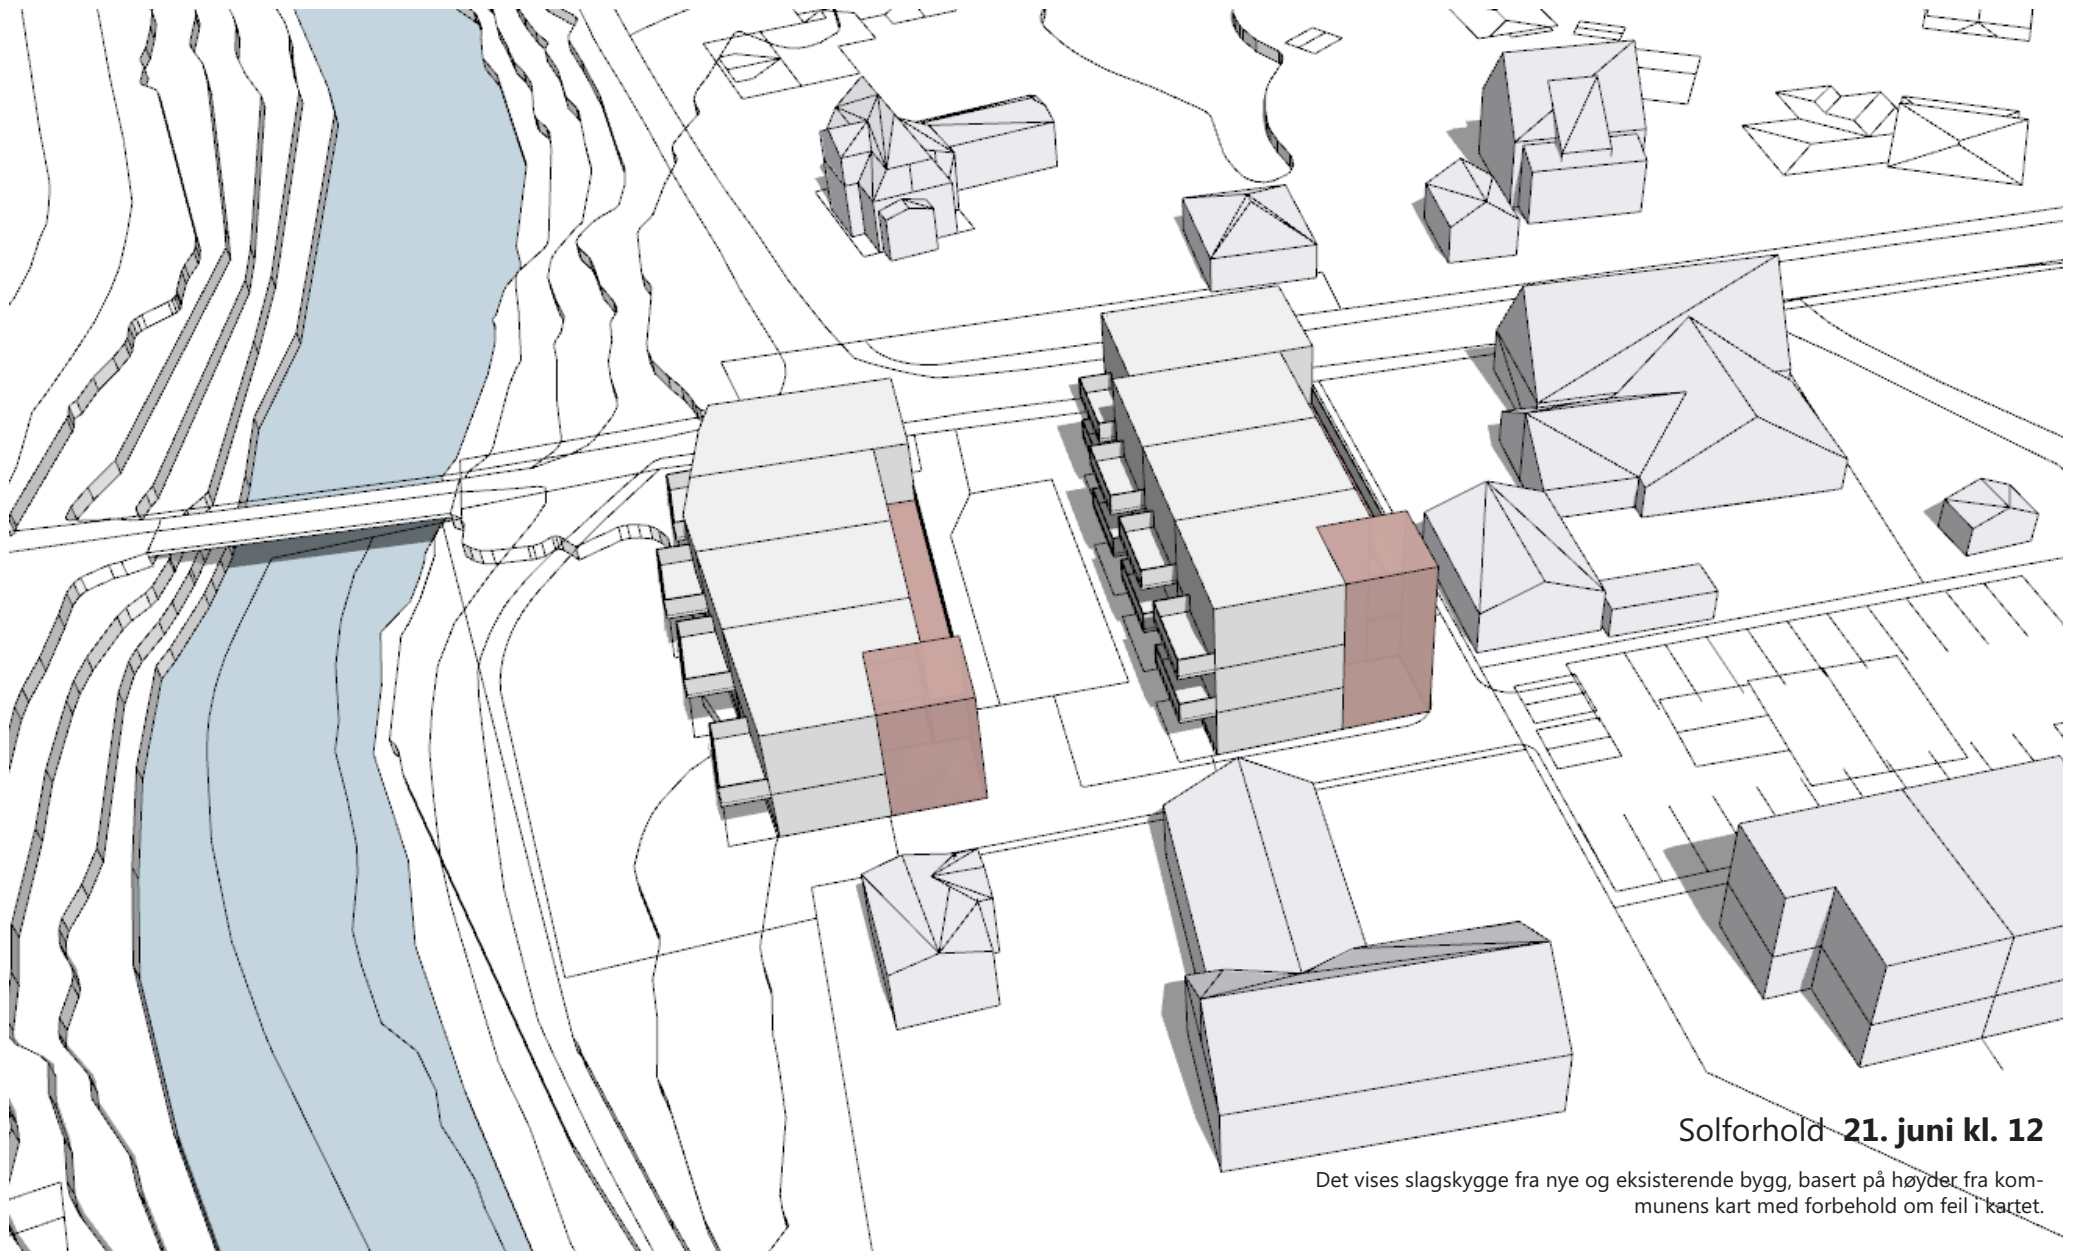 Solforhold 21. juni kl. 12
Det vises slagskygge fra nye og eksisterende bygg, basert på høyder fra kom-
munens kart med forbehold om feil i kartet.